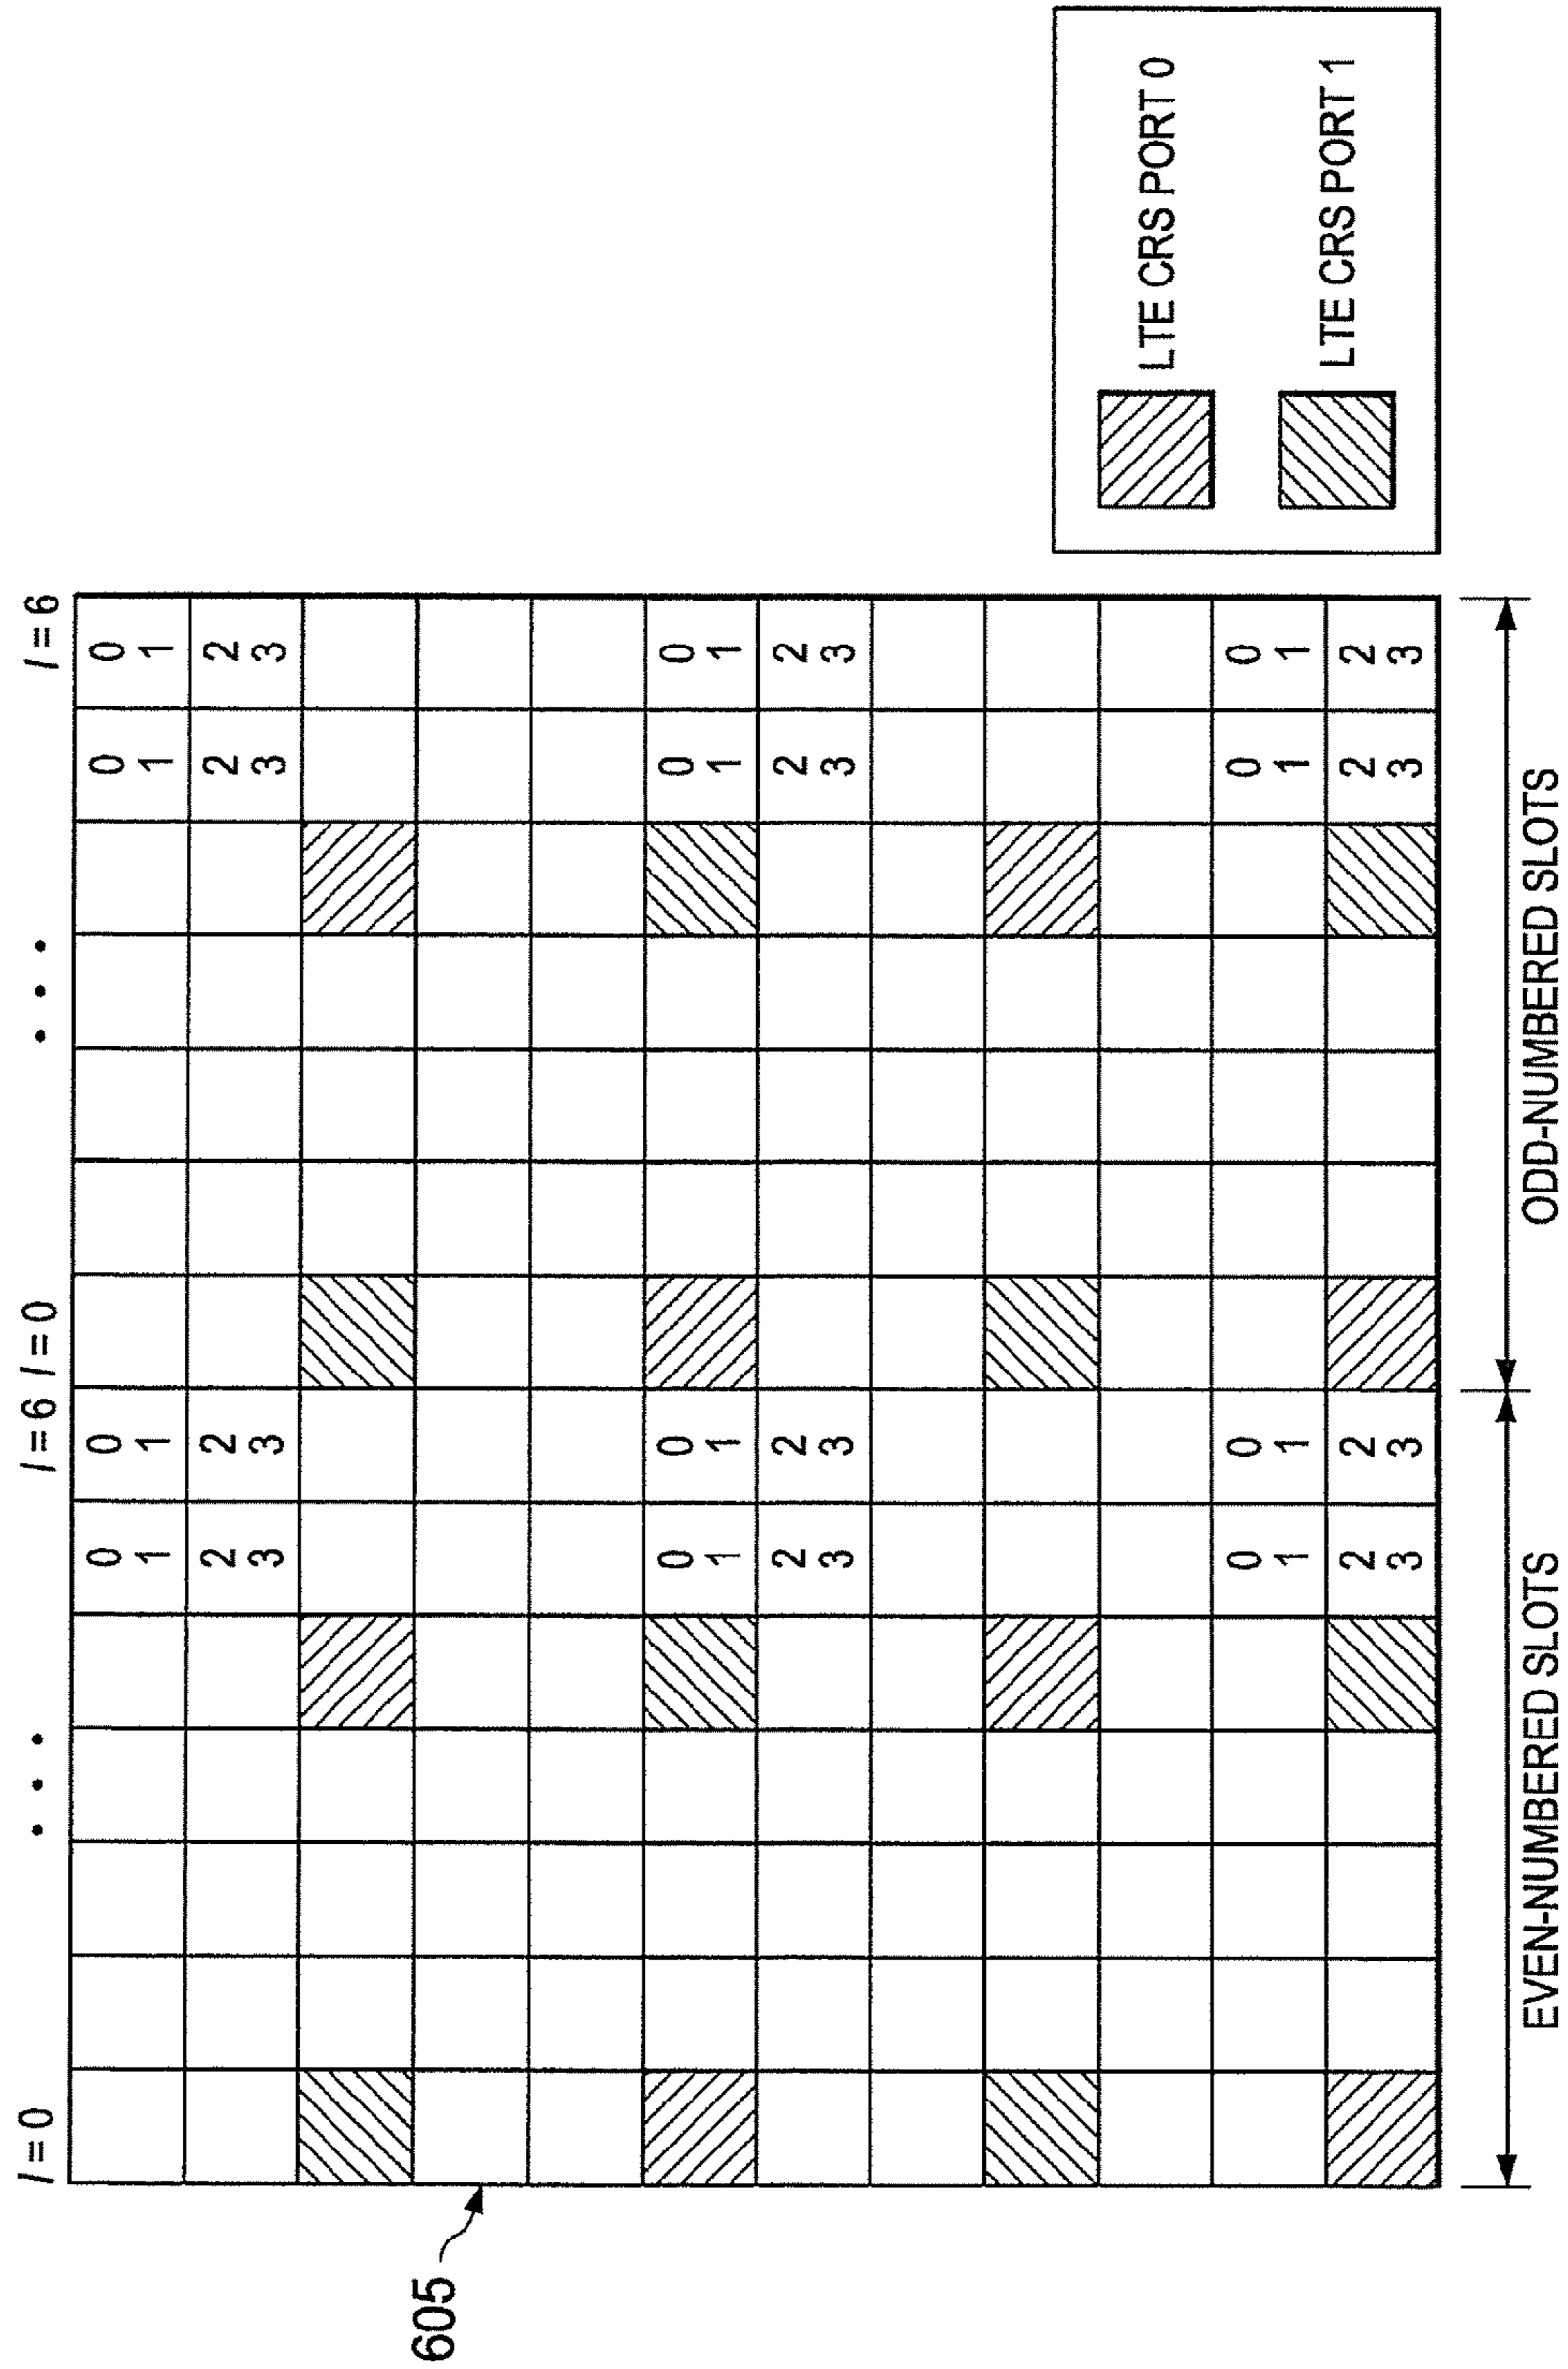 l = 0 • • • l = 6 l = 0 • • • l = 6
0 0 0 0
1 1 1 1
2 2 2 2
3 3 3 3
605
0 0 0 0
1 1 1 1
2 2 2 2
3 3 3 3
0 0 0 0
1 1 1 1
2 2 2 2
3 3 3 3
LTE CRS PORT 0
LTE CRS PORT 1
EVEN-NUMBERED SLOTS
ODD-NUMBERED SLOTS